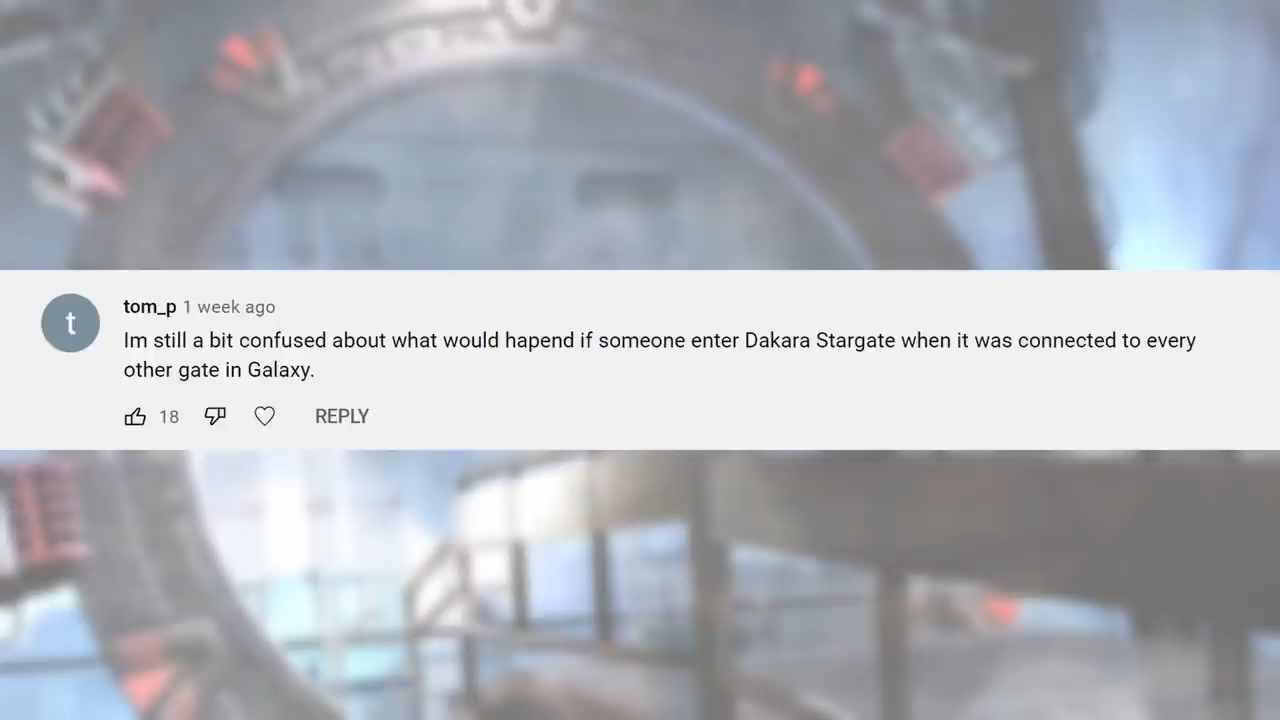 t
tom_p 1 week ago
Im still a bit confused about what would hapend if someone enter Dakara Stargate when it was connected to every
other gate in Galaxy.
18 REPLY